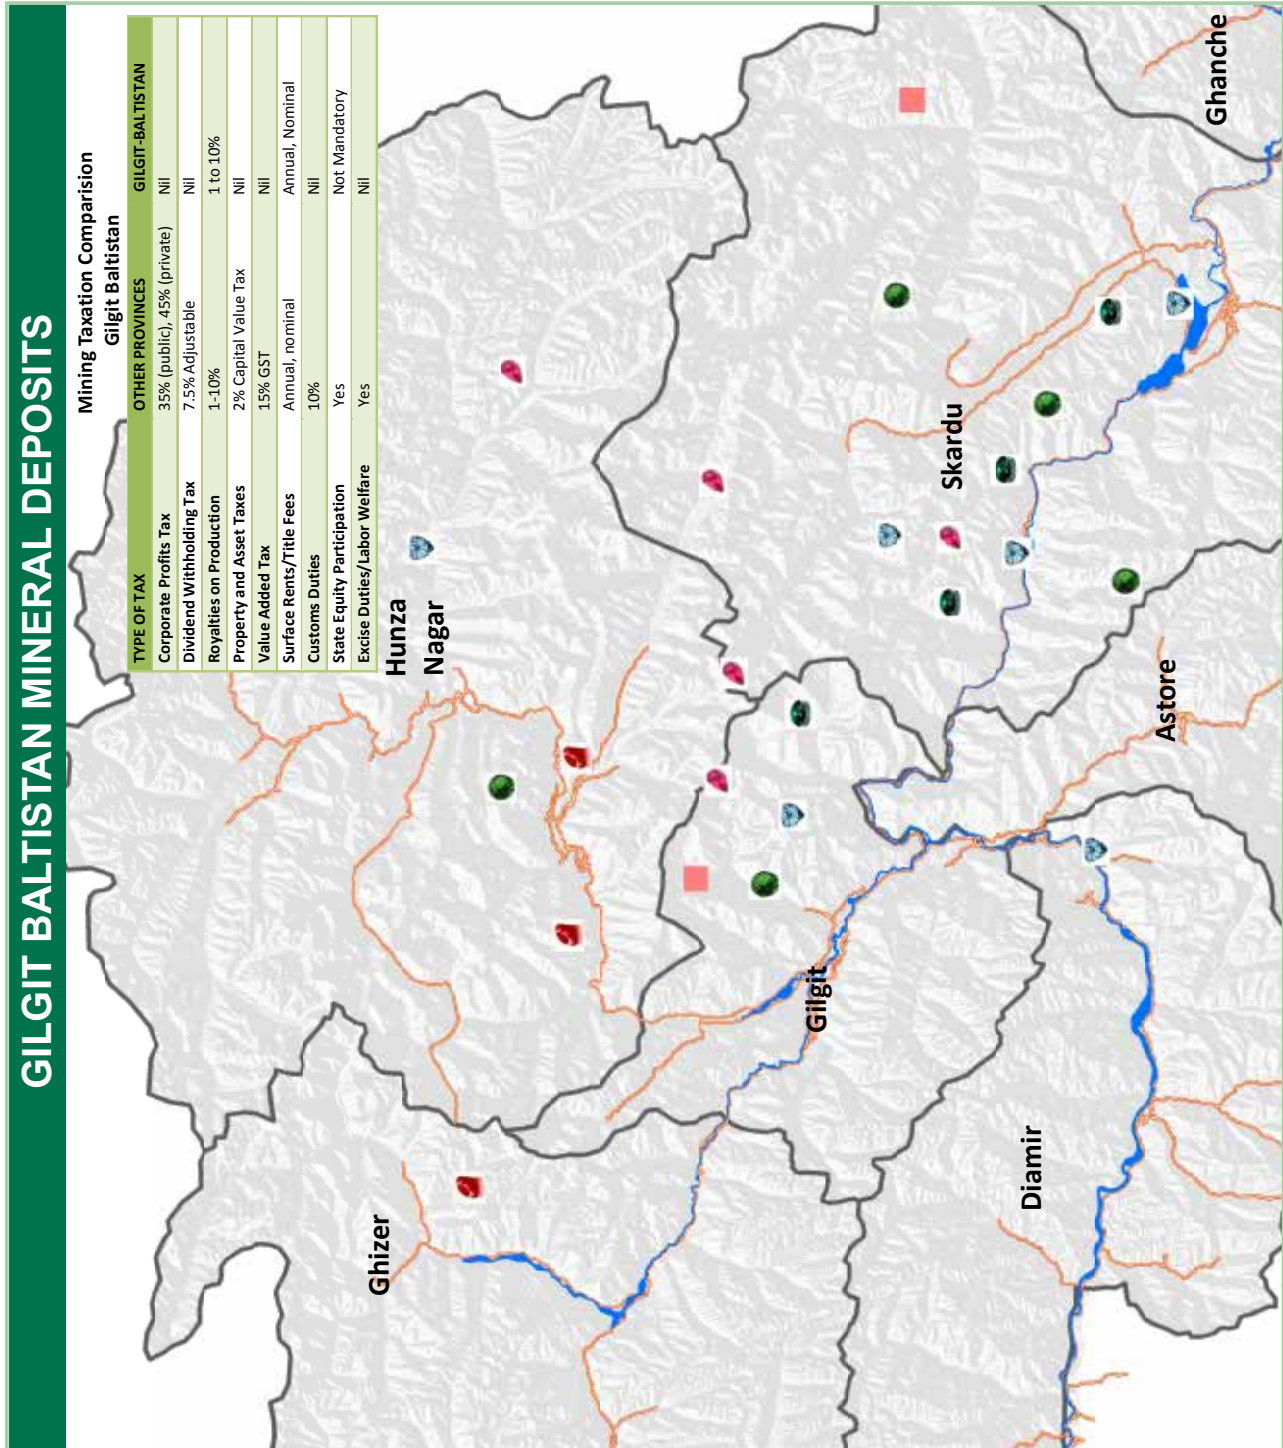 GILGIT BALTISTAN MINERAL DEPOSITS
Mining Taxation Comparision
Gilgit Baltistan
TYPE OF TAX OTHER PROVINCES GILGIT-BALTISTAN
Corporate Profits Tax 35% (public), 45% (private) Nil
Dividend Withholding Tax 7.5% Adjustable Nil
Royalties on Production 1-10% 1 to 10%
Property and Asset Taxes 2% Capital Value Tax Nil
Value Added Tax 15% GST Nil
Surface Rents/Title Fees Annual, nominal Annual, Nominal
Customs Duties 10% Nil
State Equity Participation Yes Not Mandatory
Excise Duties/Labor Welfare Yes Nil
Hunza
Nagar
Ghizer
Gilgit
Skardu
Diamir
Astore
Ghanche